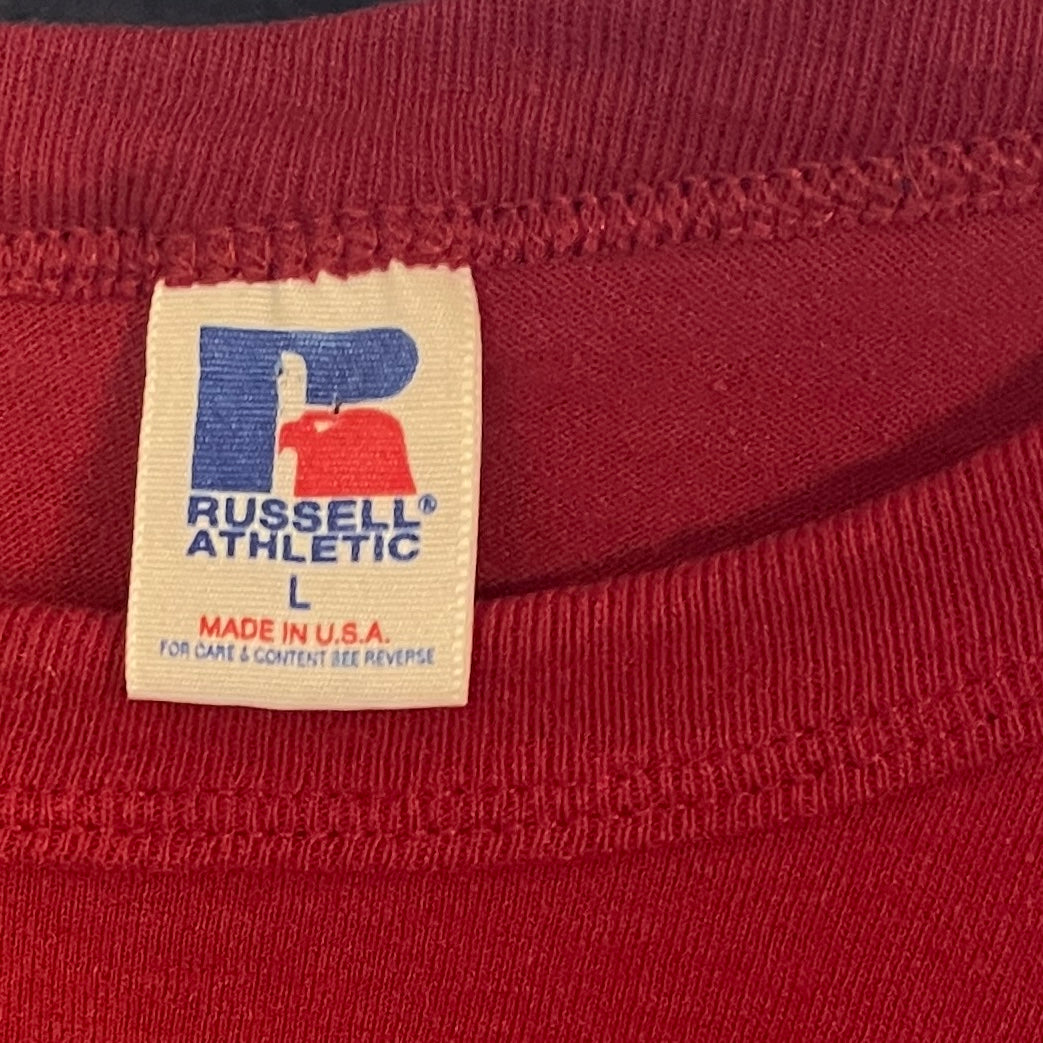 R
RUSSELL®
ATHLETIC
L
MADE IN U.S.A.
FOR CARE & CONTENT SEE REVERSE